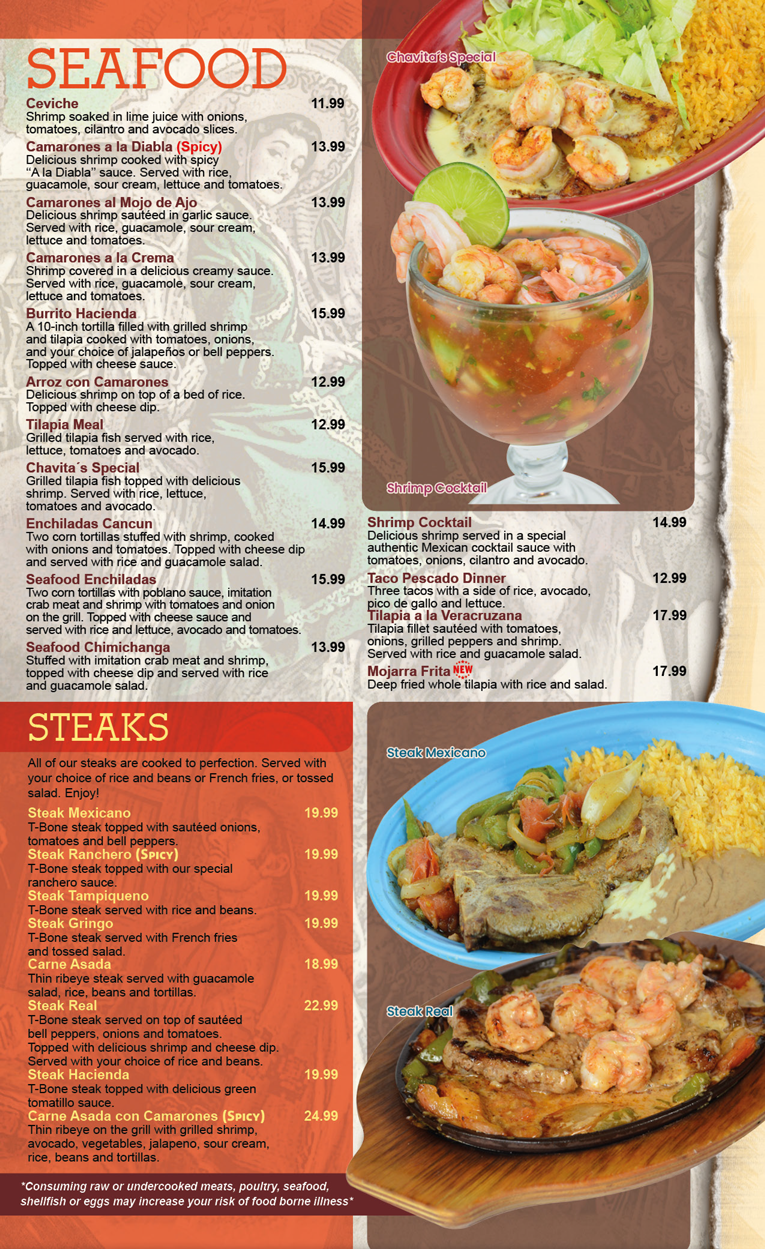 SEAFOOD
Ceviche 11.99
Shrimp soaked in lime juice with onions,
tomatoes, cilantro and avocado slices.
Camarones a la Diabla (Spicy) 13.99
Delicious shrimp cooked with spicy
“A la Diabla” sauce. Served with rice,
guacamole, sour cream, lettuce and tomatoes.
Camarones al Mojo de Ajo 13.99
Delicious shrimp sautéed in garlic sauce.
Served with rice, guacamole, sour cream,
lettuce and tomatoes.
Camarones a la Crema 13.99
Shrimp covered in a delicious creamy sauce.
Served with rice, guacamole, sour cream,
lettuce and tomatoes.
Burrito Hacienda 15.99
A 10-inch tortilla filled with grilled shrimp
and tilapia cooked with tomatoes, onions,
and your choice of jalapeños or bell peppers.
Topped with cheese sauce.
Arroz con Camarones 12.99
Delicious shrimp on top of a bed of rice.
Topped with cheese dip.
Tilapia Meal 12.99
Grilled tilapia fish served with rice,
lettuce, tomatoes and avocado.
Chavita´s Special 15.99
Grilled tilapia fish topped with delicious
shrimp. Served with rice, lettuce,
tomatoes and avocado.
Enchiladas Cancun 14.99
Two corn tortillas stuffed with shrimp, cooked
with onions and tomatoes. Topped with cheese dip
and served with rice and guacamole salad.
Seafood Enchiladas 15.99
Two corn tortillas with poblano sauce, imitation
crab meat and shrimp with tomatoes and onion
on the grill. Topped with cheese sauce and
served with rice and lettuce, avocado and tomatoes.
Seafood Chimichanga 13.99
Stuffed with imitation crab meat and shrimp,
topped with cheese dip and served with rice
and guacamole salad.
Chavita´s Special
Shrimp Cocktail
Shrimp Cocktail 14.99
Delicious shrimp served in a special
authentic Mexican cocktail sauce with
tomatoes, onions, cilantro and avocado.
Taco Pescado Dinner 12.99
Three tacos with a side of rice, avocado,
pico de gallo and lettuce.
Tilapia a la Veracruzana 17.99
Tilapia fillet sautéed with tomatoes,
onions, grilled peppers and shrimp.
Served with rice and guacamole salad.
Mojarra Frita NEW 17.99
Deep fried whole tilapia with rice and salad.
STEAKS
All of our steaks are cooked to perfection. Served with
your choice of rice and beans or French fries, or tossed
salad. Enjoy!
Steak Mexicano 19.99
T-Bone steak topped with sautéed onions,
tomatoes and bell peppers.
Steak Ranchero (SPICY) 19.99
T-Bone steak topped with our special
ranchero sauce.
Steak Tampiqueno 19.99
T-Bone steak served with rice and beans.
Steak Gringo 19.99
T-Bone steak served with French fries
and tossed salad.
Carne Asada 18.99
Thin ribeye steak served with guacamole
salad, rice, beans and tortillas.
Steak Real 22.99
T-Bone steak served on top of sautéed
bell peppers, onions and tomatoes.
Topped with delicious shrimp and cheese dip.
Served with your choice of rice and beans.
Steak Hacienda 19.99
T-Bone steak topped with delicious green
tomatillo sauce.
Carne Asada con Camarones (SPICY) 24.99
Thin ribeye on the grill with grilled shrimp,
avocado, vegetables, jalapeno, sour cream,
rice, beans and tortillas.
Steak Mexicano
Steak Real
*Consuming raw or undercooked meats, poultry, seafood,
shellfish or eggs may increase your risk of food borne illness*